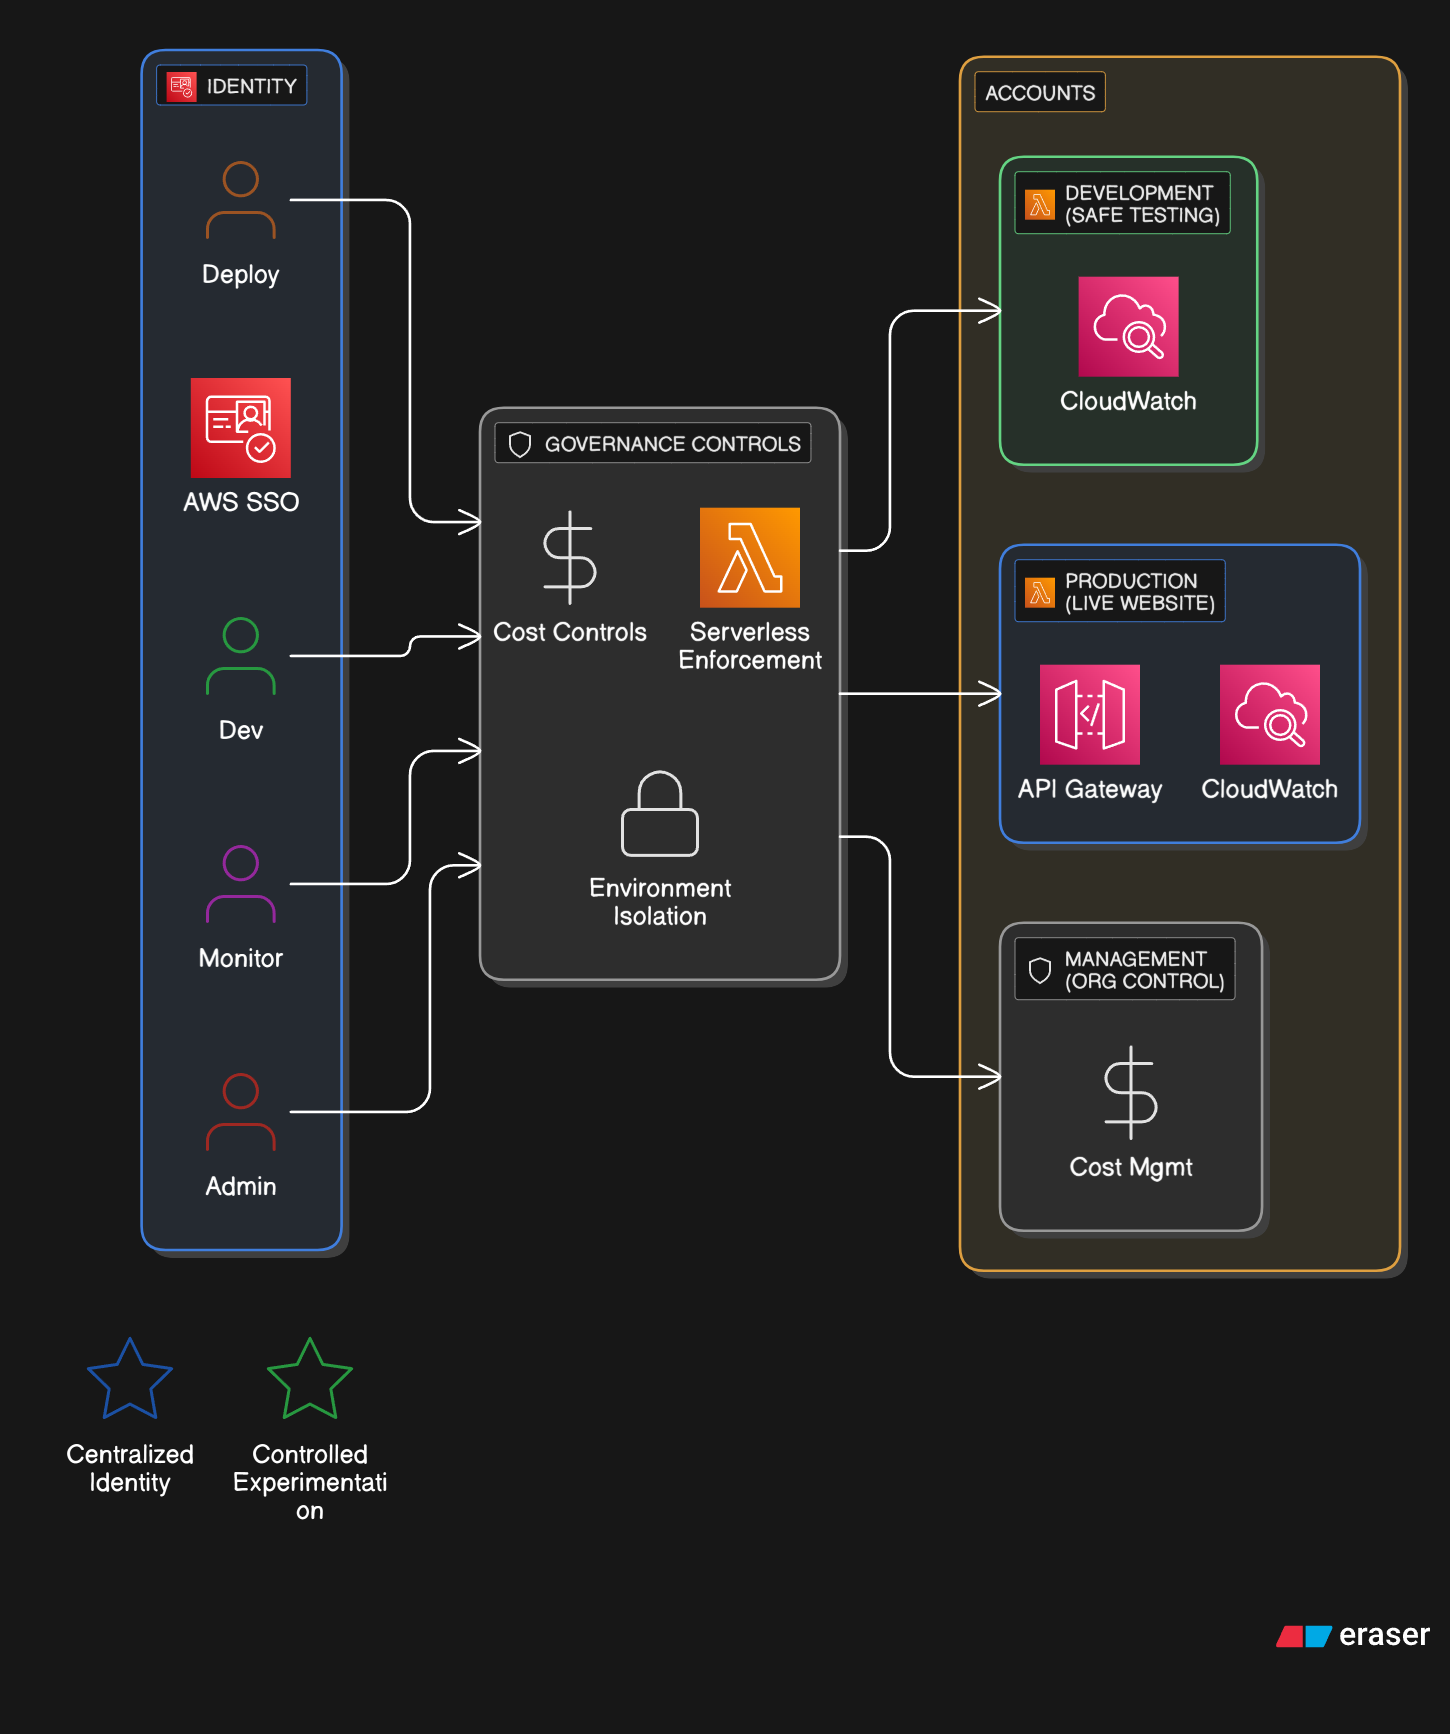 IDENTITY
Deploy
AWS SSO
Dev
Monitor
Admin
GOVERNANCE CONTROLS
Cost Controls
Serverless
Enforcement
Environment
Isolation
ACCOUNTS
DEVELOPMENT
(SAFE TESTING)
CloudWatch
PRODUCTION
(LIVE WEBSITE)
API Gateway
CloudWatch
MANAGEMENT
(ORG CONTROL)
Cost Mgmt
Centralized
Identity
Controlled
Experimentati
on
eraser